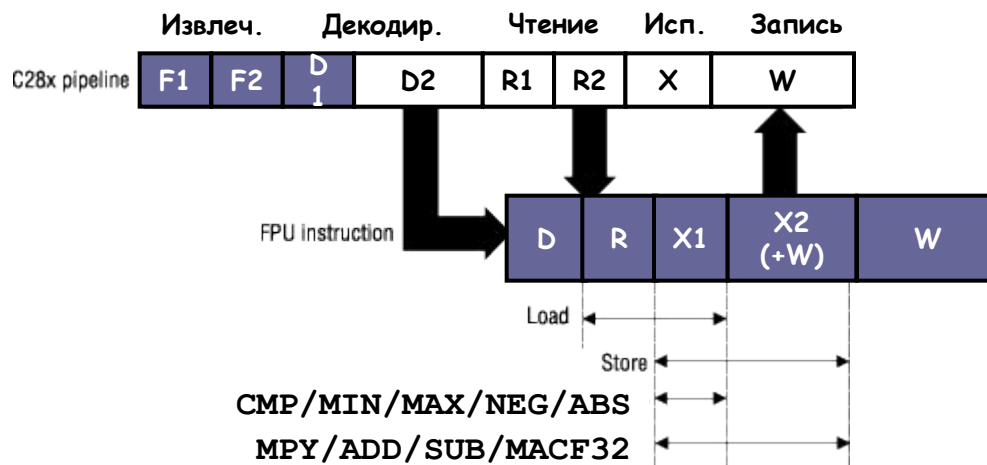 Извлеч. Декодир. Чтение Исп. Запись
C28x pipeline F1 F2 D1 D2 R1 R2 X W
FPU instruction D R X1 X2 (+W) W
Load
Store
CMP/MIN/MAX/NEG/ABS
MPY/ADD/SUB/MACF32